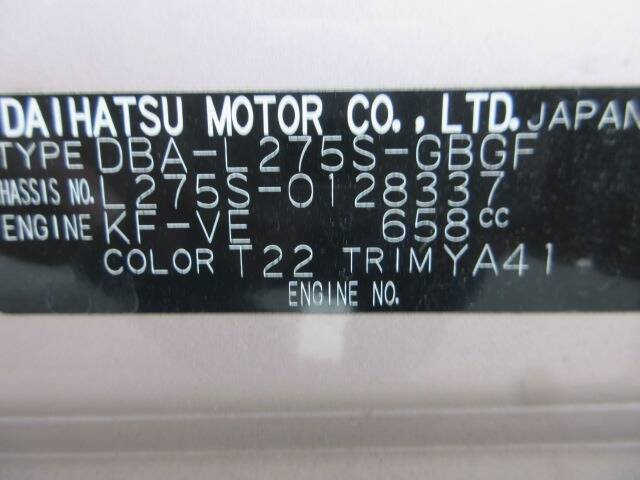 DAIHATSU MOTOR CO., LTD. JAPAN
TYPE DBA-L275S-GBGF
CHASSIS NO. L275S-0128337
ENGINE KF-VE 658cc
COLOR T22 TRIM YA41 -
ENGINE NO.